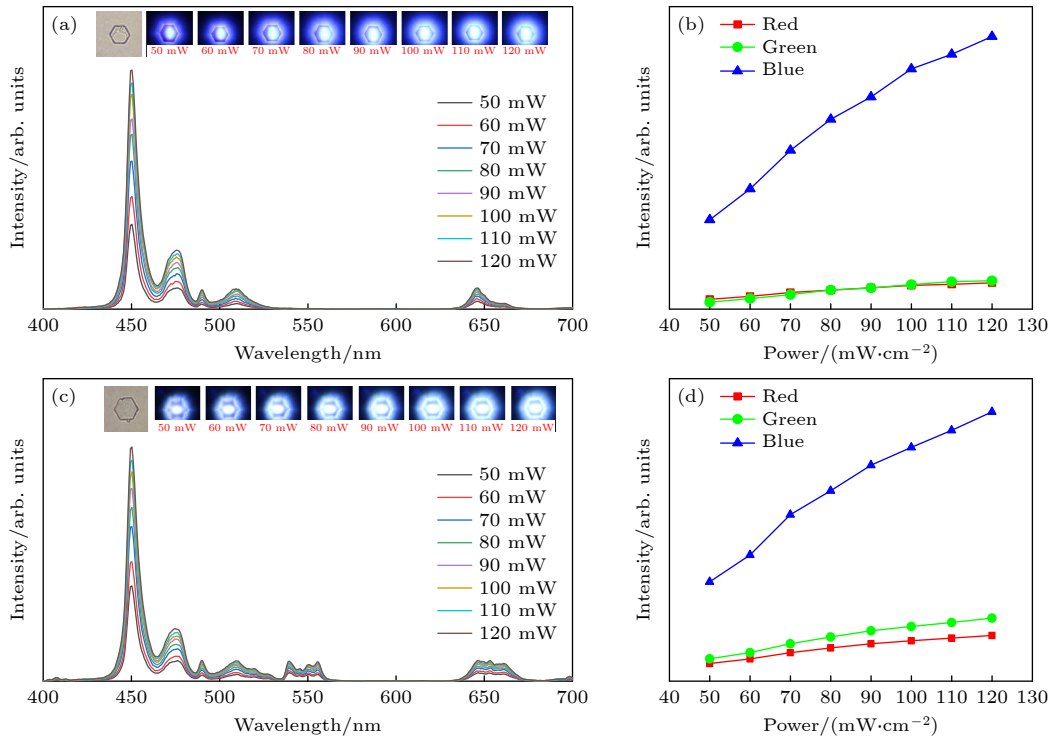 (a)
50 mW 60 mW 70 mW 80 mW 90 mW 100 mW 110 mW 120 mW
50 mW
60 mW
70 mW
80 mW
90 mW
100 mW
110 mW
120 mW
Intensity/arb. units
400 450 500 550 600 650 700
Wavelength/nm
(b)
Red
Green
Blue
Intensity/arb. units
40 50 60 70 80 90 100 110 120 130
Power/(mW·cm⁻²)
(c)
50 mW 60 mW 70 mW 80 mW 90 mW 100 mW 110 mW 120 mW
50 mW
60 mW
70 mW
80 mW
90 mW
100 mW
110 mW
120 mW
Intensity/arb. units
400 450 500 550 600 650 700
Wavelength/nm
(d)
Red
Green
Blue
Intensity/arb. units
40 50 60 70 80 90 100 110 120 130
Power/(mW·cm⁻²)